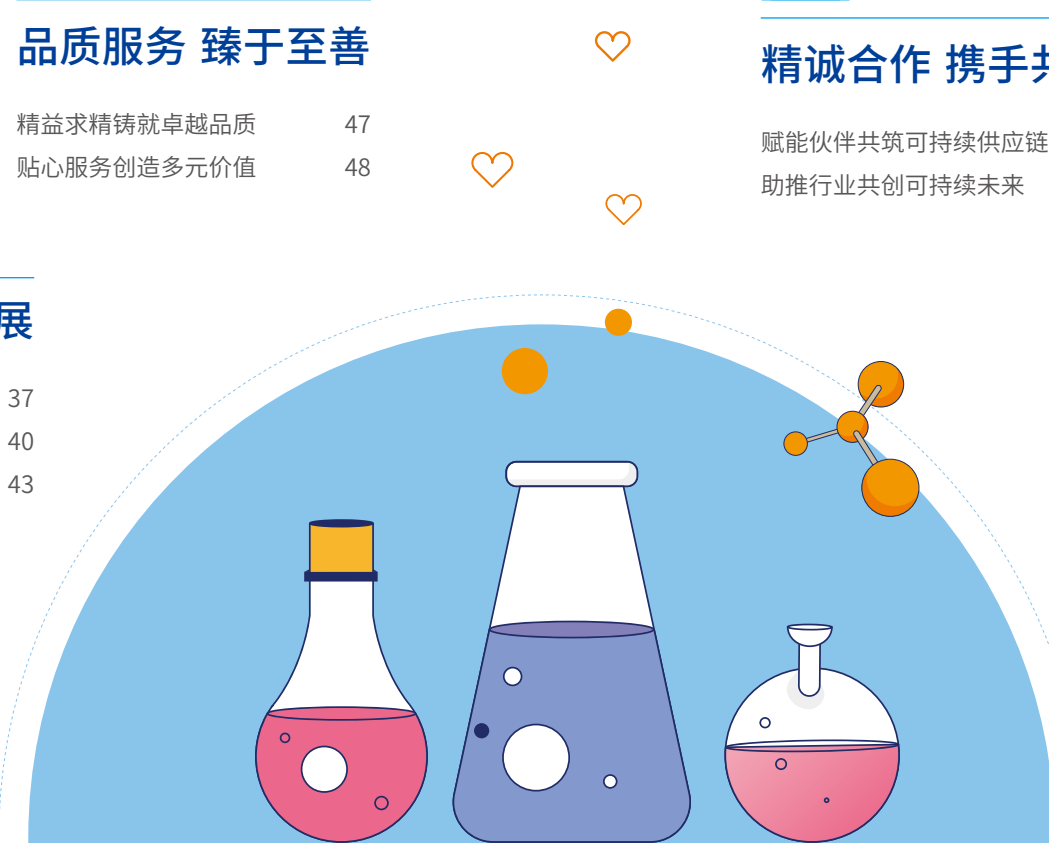 品质服务 臻于至善
精益求精铸就卓越品质 47
贴心服务创造多元价值 48
精诚合作 携手共
赋能伙伴共筑可持续供应链
助推行业共创可持续未来
展
37
40
43